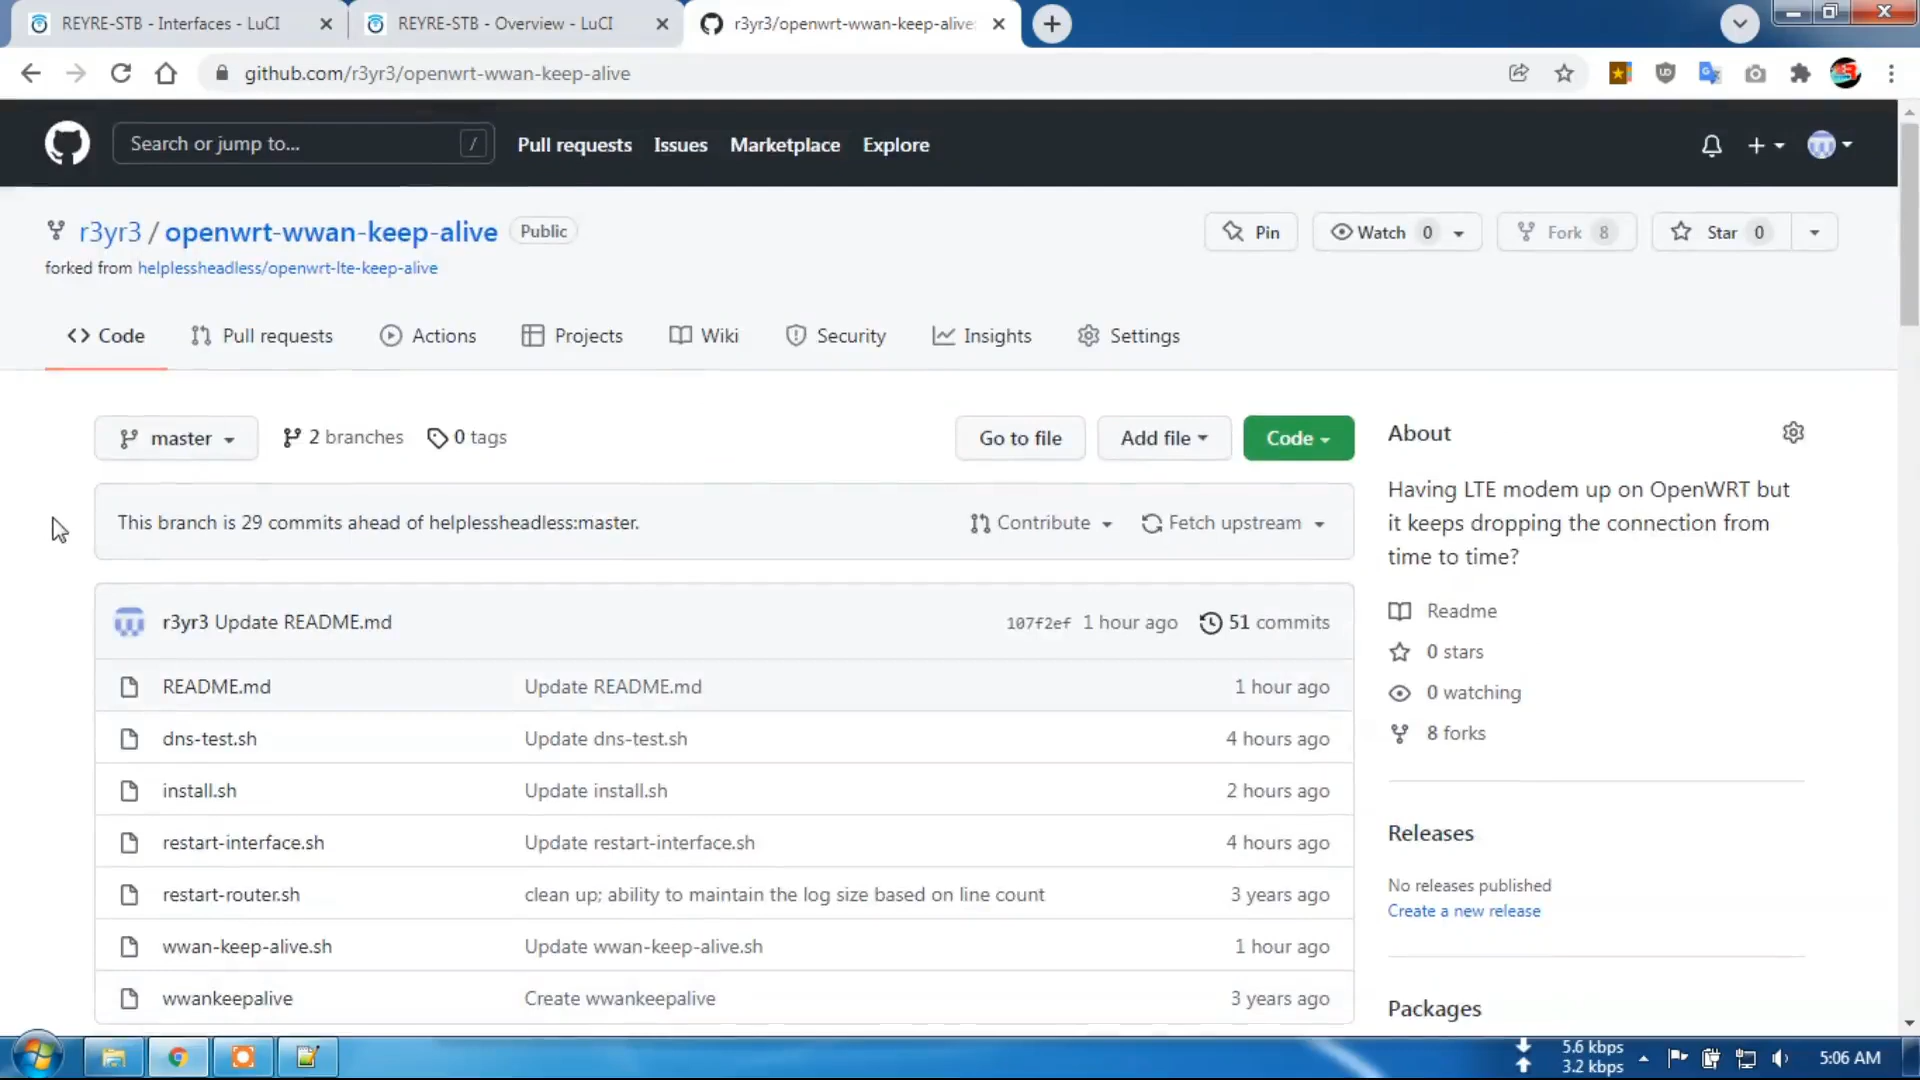 REYRE-STB - Interfaces - LuCI
REYRE-STB - Overview - LuCI
r3yr3/openwrt-wwan-keep-alive:
github.com/r3yr3/openwrt-wwan-keep-alive
Search or jump to...
/
Pull requests
Issues
Marketplace
Explore
r3yr3 / openwrt-wwan-keep-alive
Public
Pin
Watch 0
Fork 8
Star 0
forked from helplessheadless/openwrt-lte-keep-alive
Code
Pull requests
Actions
Projects
Wiki
Security
Insights
Settings
master
2 branches
0 tags
Go to file
Add file
Code
This branch is 29 commits ahead of helplessheadless:master.
Contribute
Fetch upstream
r3yr3 Update README.md
107f2ef 1 hour ago
51 commits
README.md
Update README.md
1 hour ago
dns-test.sh
Update dns-test.sh
4 hours ago
install.sh
Update install.sh
2 hours ago
restart-interface.sh
Update restart-interface.sh
4 hours ago
restart-router.sh
clean up; ability to maintain the log size based on line count
3 years ago
wwan-keep-alive.sh
Update wwan-keep-alive.sh
1 hour ago
wwankeepalive
Create wwankeepalive
3 years ago
About
Having LTE modem up on OpenWRT but
it keeps dropping the connection from
time to time?
Readme
0 stars
0 watching
8 forks
Releases
No releases published
Create a new release
Packages
5.6 kbps
3.2 kbps
5:06 AM